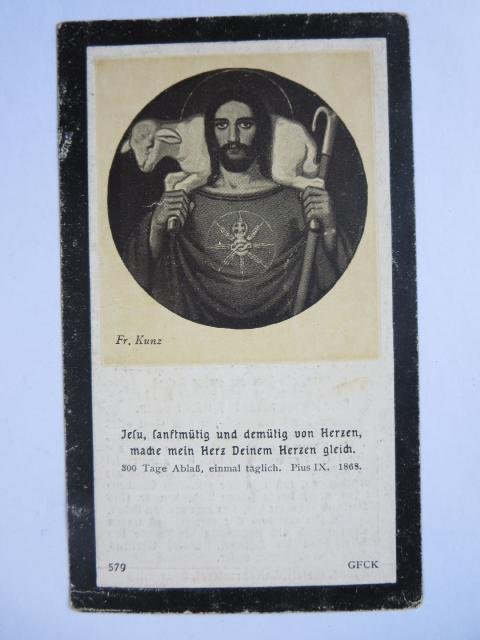 Fr. Kunz
Jesu, sanftmütig und demütig von Herzen,
mache mein Herz Deinem Herzen gleich.
300 Tage Ablaß, einmal täglich. Pius IX. 1868.
579 GFCK